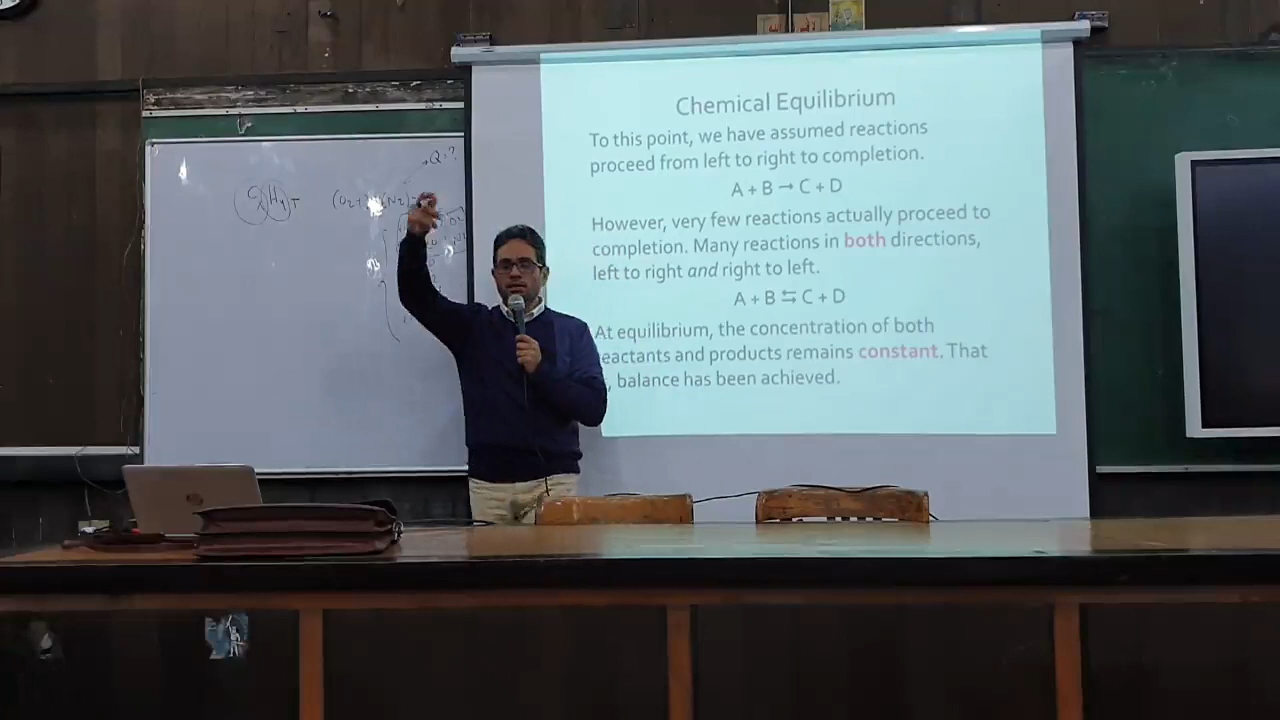 Q = ?
CxHy +
Chemical Equilibrium
To this point, we have assumed reactions
proceed from left to right to completion.
A + B → C + D
However, very few reactions actually proceed to
completion. Many reactions in both directions,
left to right and right to left.
A + B ⇆ C + D
At equilibrium, the concentration of both
eactants and products remains constant. That
, balance has been achieved.